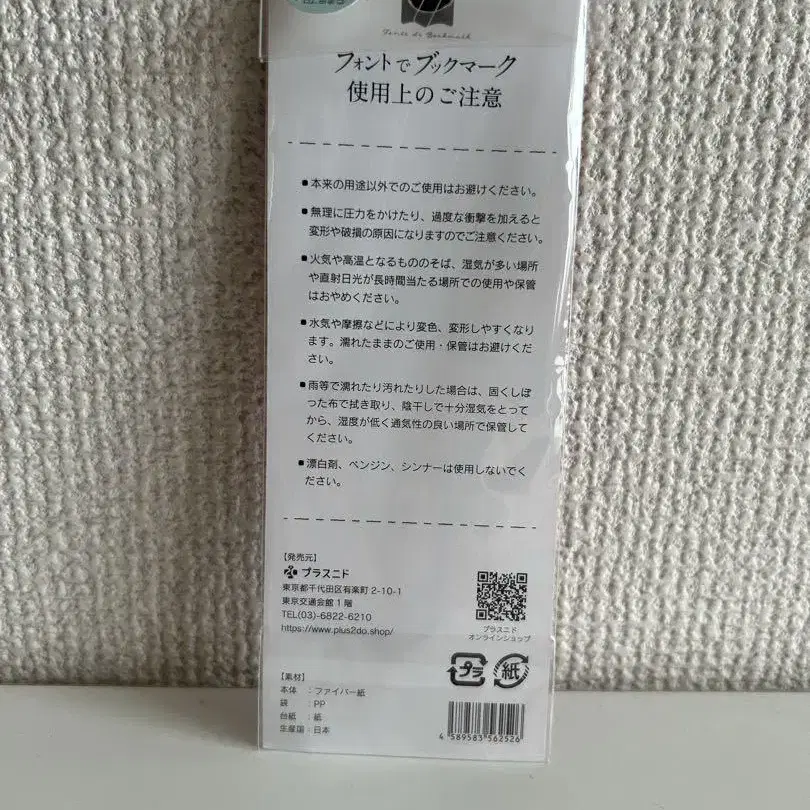 Fonts de Bookmark
フォントでブックマーク
使用上のご注意
■本来の用途以外でのご使用はお避けください。
■無理に圧力をかけたり、過度な衝撃を加えると
変形や破損の原因になりますのでご注意ください。
■火気や高温となるもののそば、湿気が多い場所
や直射日光が長時間当たる場所での使用や保管
はおやめください。
■水気や摩擦などにより変色、変形しやすくなり
ます。濡れたままのご使用・保管はお避けくだ
さい。
■雨等で濡れたり汚れたりした場合は、固くしぼ
った布で拭き取り、陰干しで十分湿気をとって
から、湿度が低く通気性の良い場所で保管して
ください。
■漂白剤、ベンジン、シンナーは使用しないでく
ださい。
【発売元】
プラスニド
東京都千代田区有楽町 2-10-1
東京交通会館 1 階
TEL(03)-6822-6210
https://www.plus2do.shop/
プラスニド
オンラインショップ
プラ
紙
【素材】
本体 ：ファイバー紙
袋 ：PP
台紙 ：紙
生産国：日本
4 589583 562526